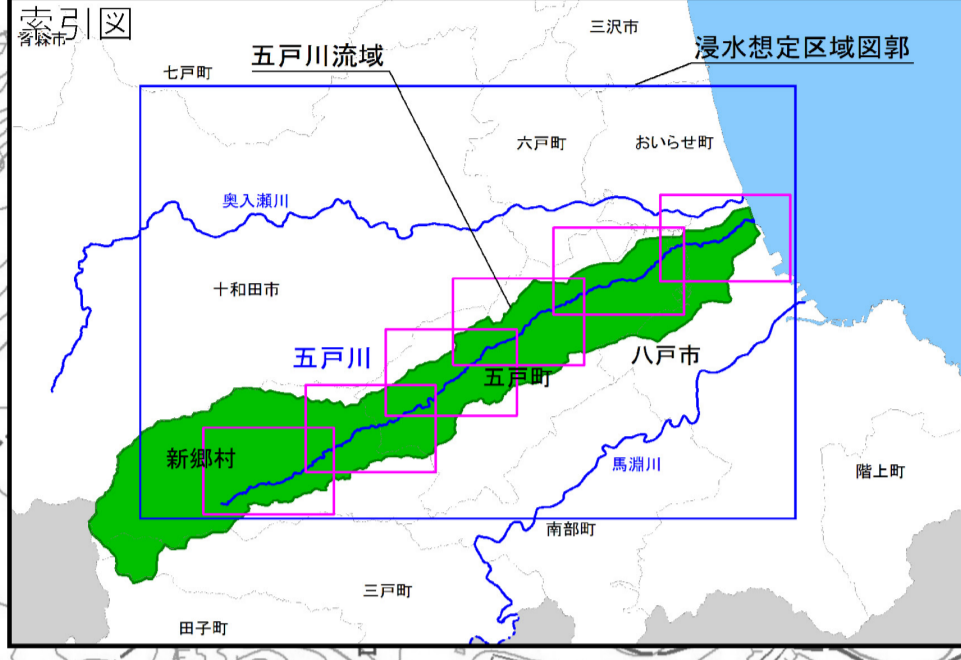 索引図
青森市
三沢市
五戸川流域
浸水想定区域図郭
七戸町
六戸町
おいらせ町
奥入瀬川
十和田市
五戸川
八戸市
五戸町
新郷村
馬淵川
階上町
南部町
三戸町
田子町